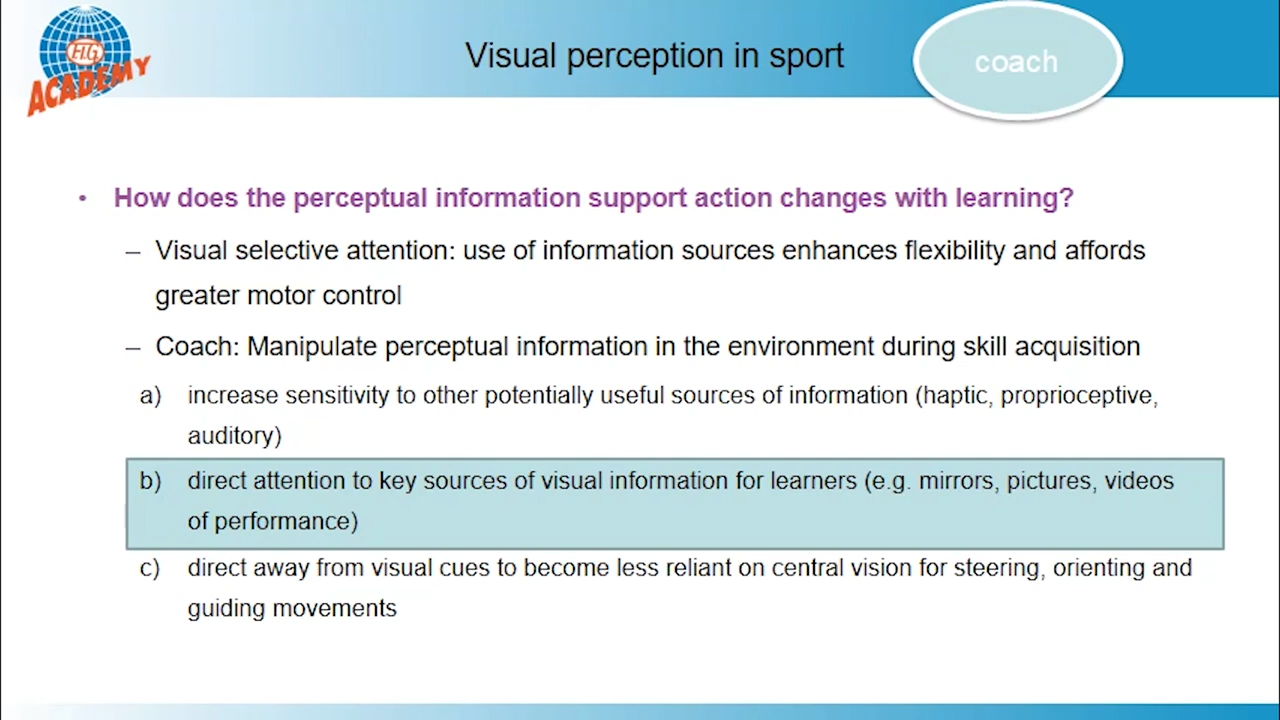 F.I.G.
ACADEMY
Visual perception in sport
coach
• How does the perceptual information support action changes with learning?
– Visual selective attention: use of information sources enhances flexibility and affords
greater motor control
– Coach: Manipulate perceptual information in the environment during skill acquisition
a) increase sensitivity to other potentially useful sources of information (haptic, proprioceptive,
auditory)
b) direct attention to key sources of visual information for learners (e.g. mirrors, pictures, videos
of performance)
c) direct away from visual cues to become less reliant on central vision for steering, orienting and
guiding movements